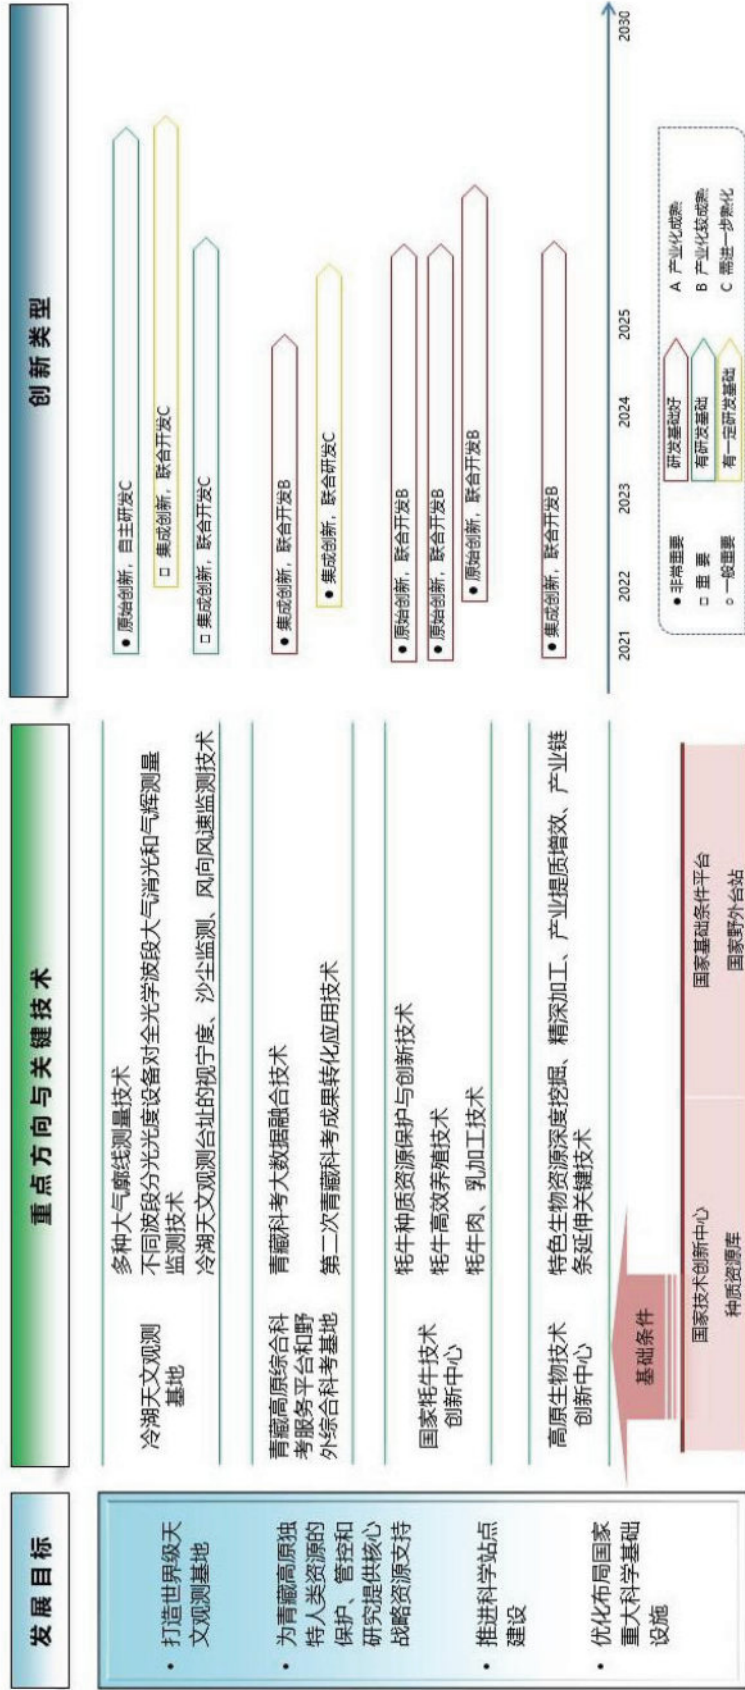 发展目标
重点方向与关键技术
创新类型
• 打造世界级天
文观测基地
• 为青藏高原独
特人类资源的
保护、管控和
研究提供核心
战略资源支持
• 推进科学站点
建设
• 优化布局国家
重大科学基础
设施
冷湖天文观测
基地
多种大气廓线测量技术
不同波段分光光度设备对全光学波段大气消光和气辉测量
监测技术
冷湖天文观测台址的视宁度、沙尘监测、风向风速监测技术
● 原始创新，自主研发C
□ 集成创新，联合开发C
□ 集成创新，联合开发C
青藏高原综合科
考服务平台和野
外综合科考基地
青藏科考大数据融合技术
第二次青藏科考成果转化应用技术
● 集成创新，联合开发B
● 集成创新，联合研发C
国家牦牛技术
创新中心
牦牛种质资源保护与创新技术
牦牛高效养殖技术
牦牛肉、乳加工技术
● 原始创新，联合开发B
● 原始创新，联合开发B
● 原始创新，联合开发B
高原生物技术
创新中心
特色生物资源深度挖掘、精深加工、产业提质增效、产业链
条延伸关键技术
● 集成创新，联合开发B
2021 2022 2023 2024 2025 2030
基础条件
国家技术创新中心 国家基础条件平台
种质资源库 国家野外台站
● 非常重要 研发基础好 A 产业化成熟
□ 重 要 有研发基础 B 产业化较成熟
○ 一般重要 有一定研发基础 C 需进一步熟化